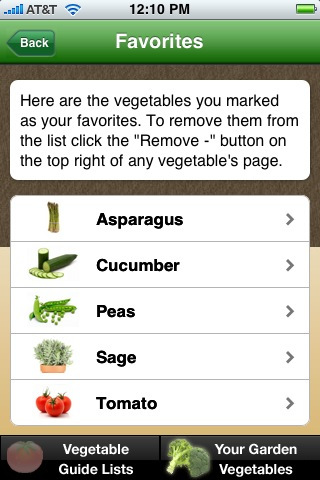 AT&T 12:10 PM
Back Favorites
Here are the vegetables you marked
as your favorites. To remove them from
the list click the "Remove -" button on
the top right of any vegetable's page.
Asparagus
Cucumber
Peas
Sage
Tomato
Vegetable
Guide Lists
Your Garden
Vegetables